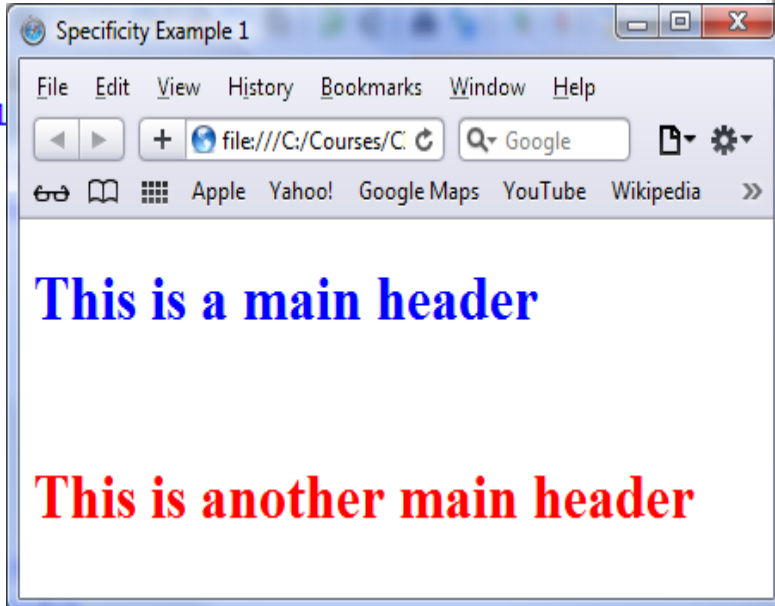 Specificity Example 1
File Edit View History Bookmarks Window Help
file:///C:/Courses/C: Google
Apple Yahoo! Google Maps YouTube Wikipedia
This is a main header
This is another main header